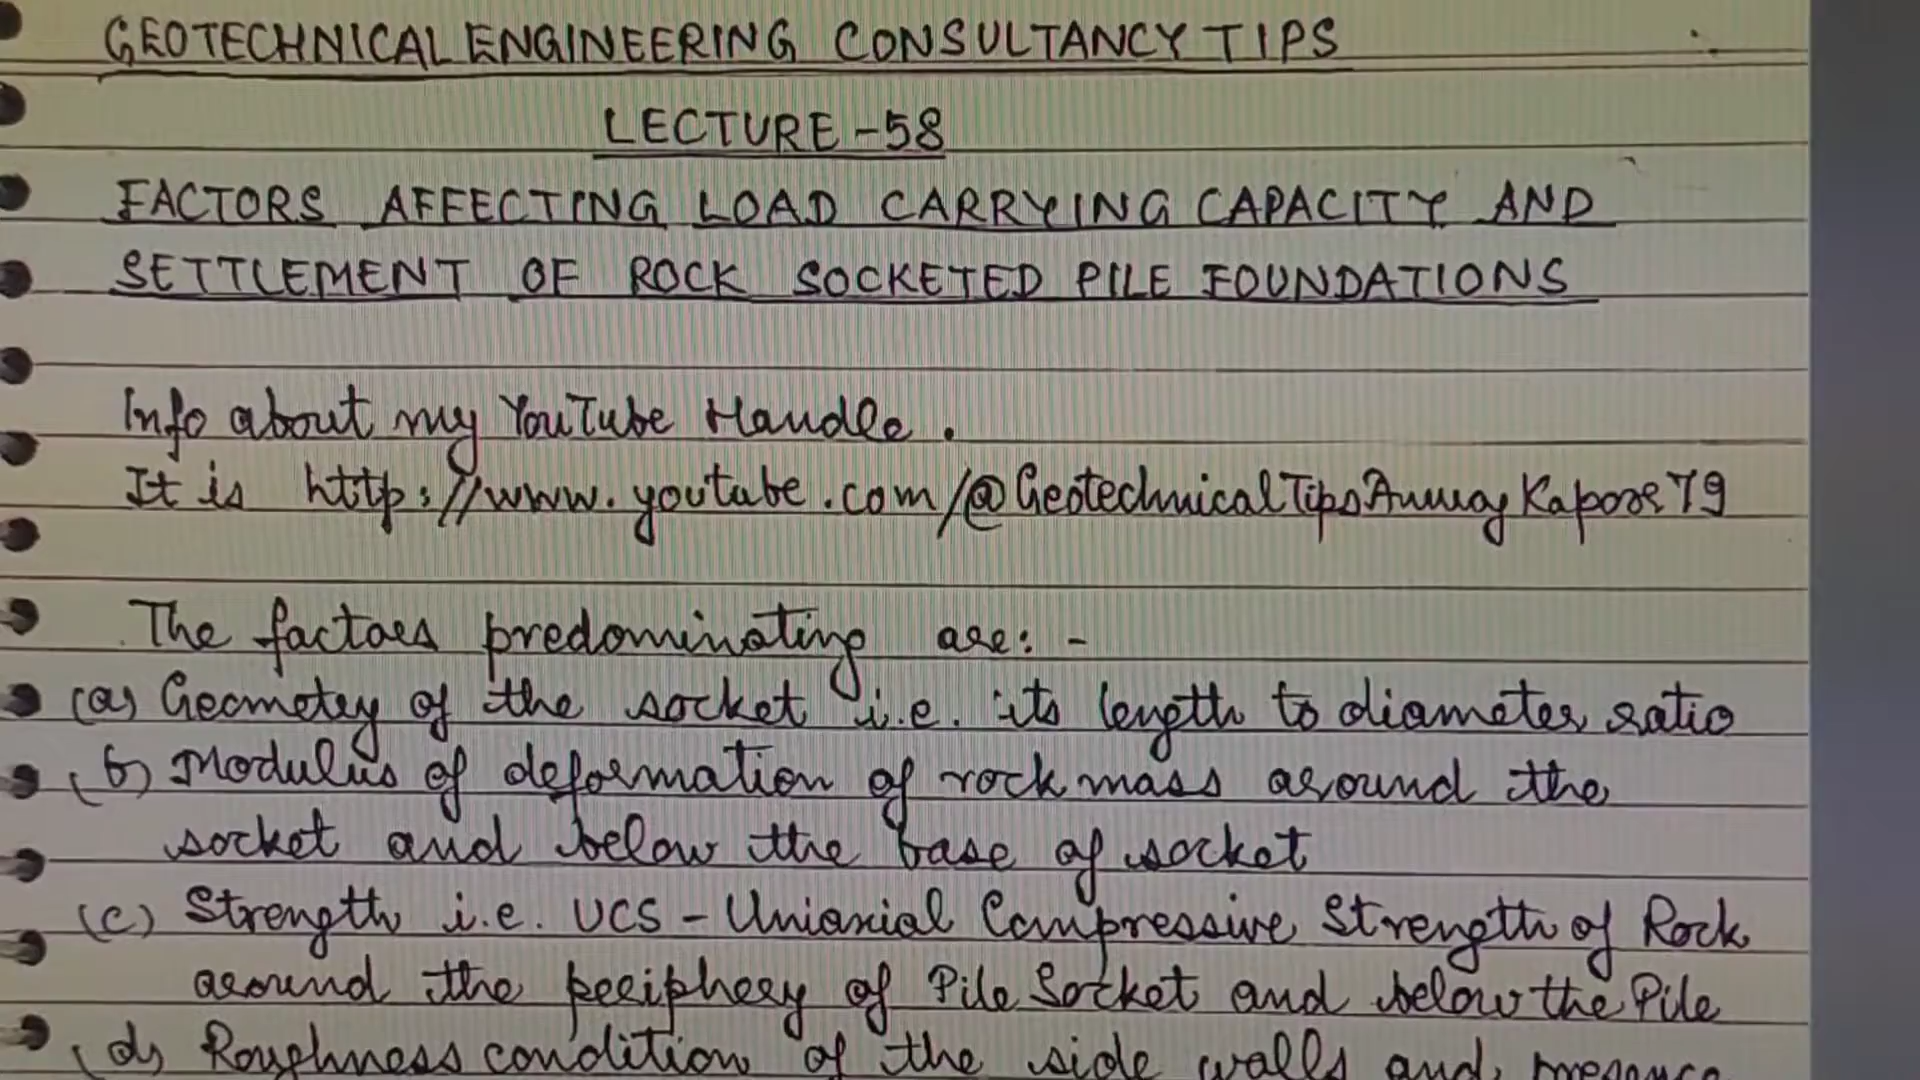 GEOTECHNICAL ENGINEERING CONSULTANCY TIPS
LECTURE-58
FACTORS AFFECTING LOAD CARRYING CAPACITY AND
SETTLEMENT OF ROCK SOCKETED PILE FOUNDATIONS
Info about my YouTube Handle.
It is http://www.youtube.com/@GeotechnicalTipsAnuragKapoor79
The factors predominating are:-
(a) Geometry of the socket i.e. its length to diameter ratio
(b) Modulus of deformation of rock mass around the
socket and below the base of socket
(c) Strength i.e. UCS - Uniaxial Compressive Strength of Rock
around the periphery of Pile Socket and below the Pile
(d) Roughness condition of the side walls and presence